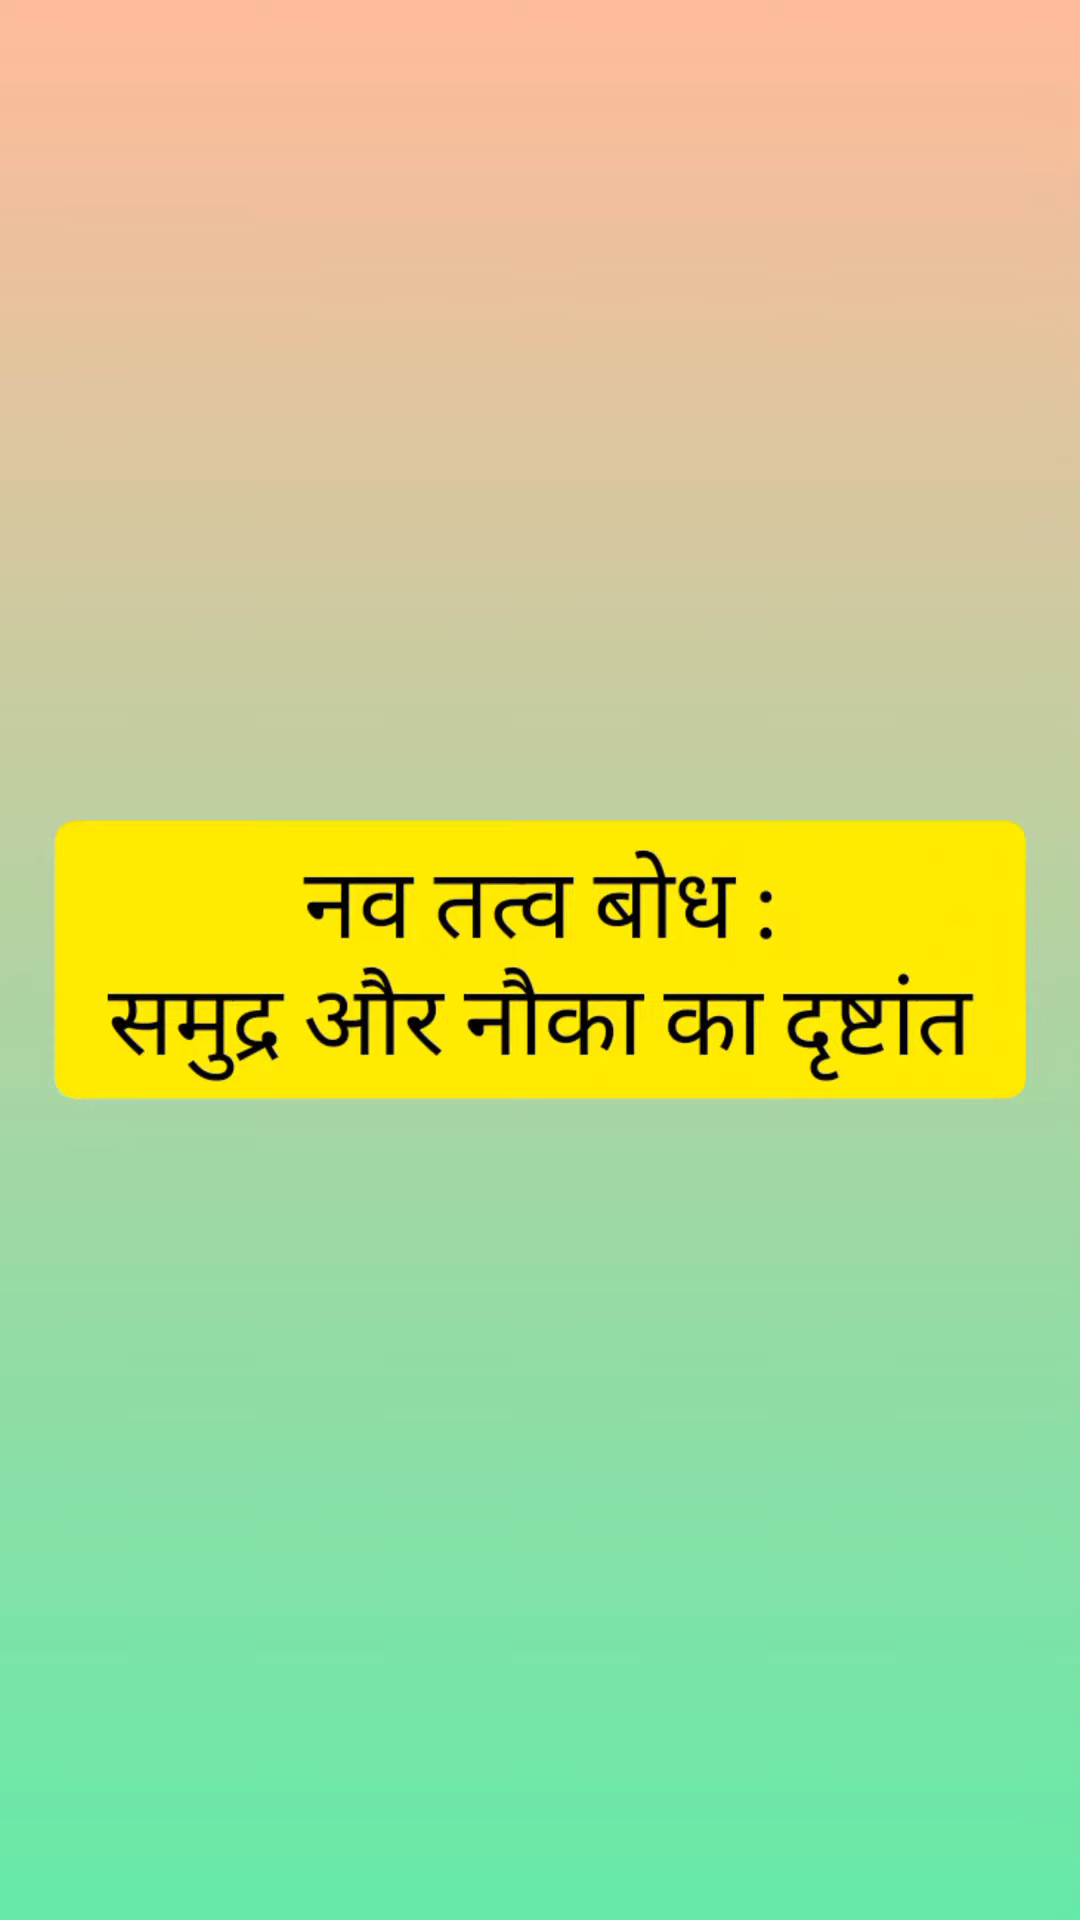 नव तत्व बोध :
समुद्र और नौका का दृष्टांत